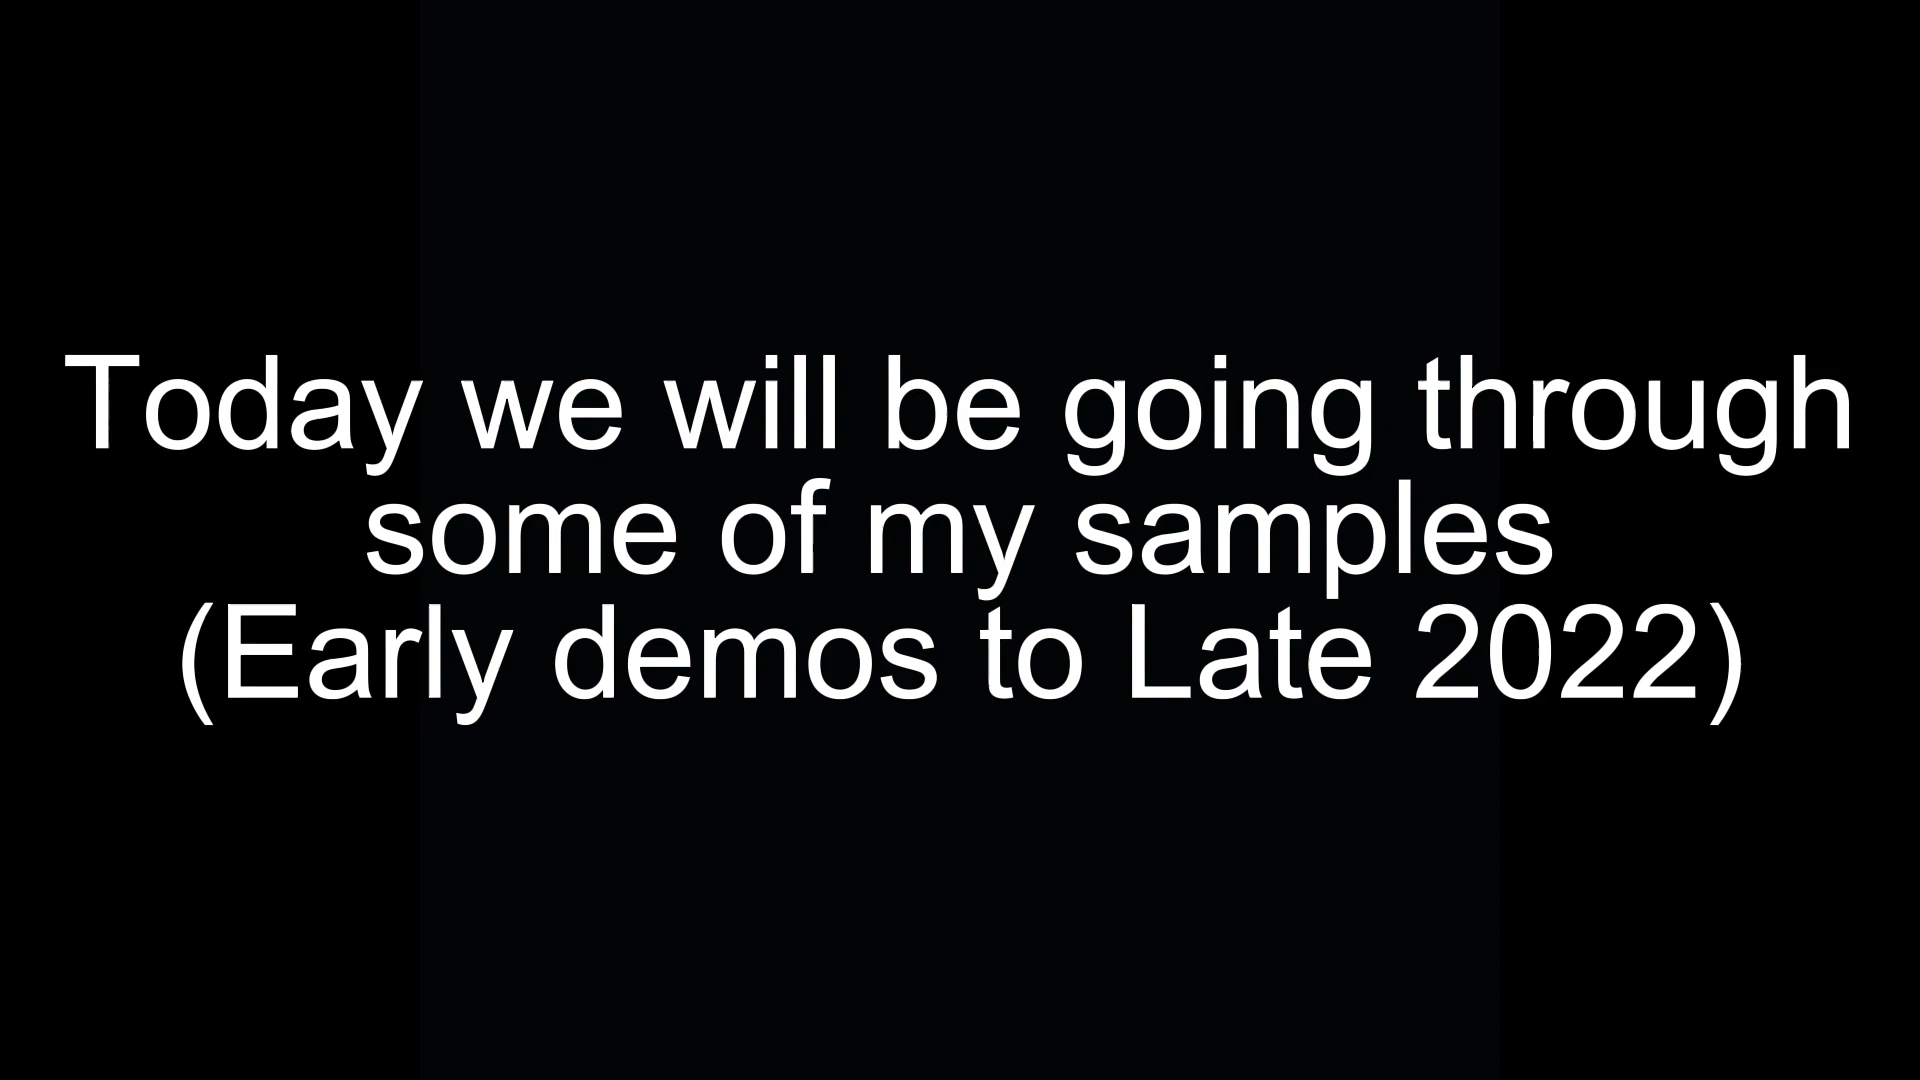 Today we will be going through
some of my samples
(Early demos to Late 2022)